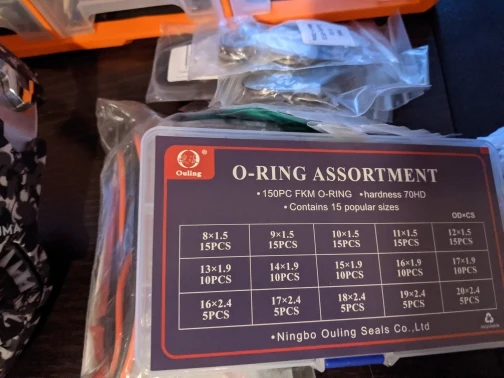 Ouling
O-RING ASSORTMENT
•150PC FKM O-RING •hardness 70HD
•Contains 15 popular sizes
OD×CS
8×1.5 9×1.5 10×1.5 11×1.5 12×1.5
15PCS 15PCS 15PCS 15PCS 15PCS
13×1.9 14×1.9 15×1.9 16×1.9 17×1.9
10PCS 10PCS 10PCS 10PCS 10PCS
16×2.4 17×2.4 18×2.4 19×2.4 20×2.4
5PCS 5PCS 5PCS 5PCS 5PCS
•Ningbo Ouling Seals Co.,Ltd